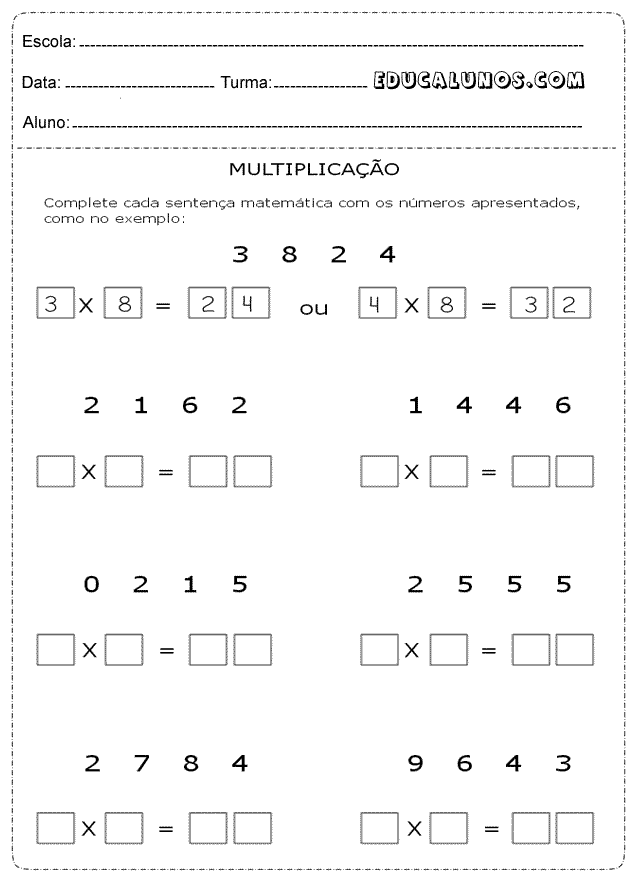 Escola:
Data: Turma: EDUCALUNOS.COM
Aluno:
MULTIPLICAÇÃO
Complete cada sentença matemática com os números apresentados,
como no exemplo:
3 8 2 4
3 X 8 = 2 4 ou 4 X 8 = 3 2
2 1 6 2 1 4 4 6
X = X =
0 2 1 5 2 5 5 5
X = X =
2 7 8 4 9 6 4 3
X = X =